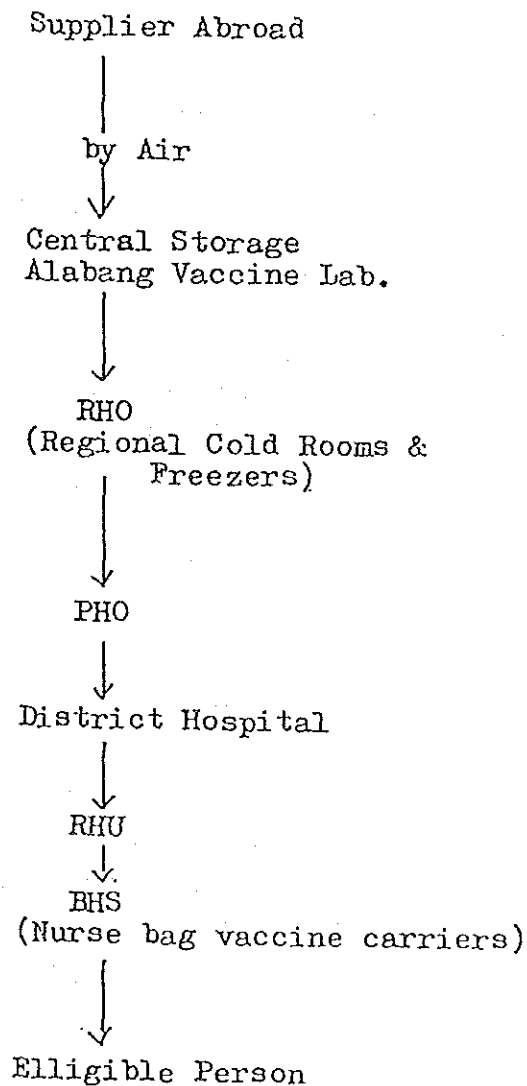 Supplier Abroad
by Air
Central Storage
Alabang Vaccine Lab.
RHO
(Regional Cold Rooms &
Freezers)
PHO
District Hospital
RHU
BHS
(Nurse bag vaccine carriers)
Elligible Person